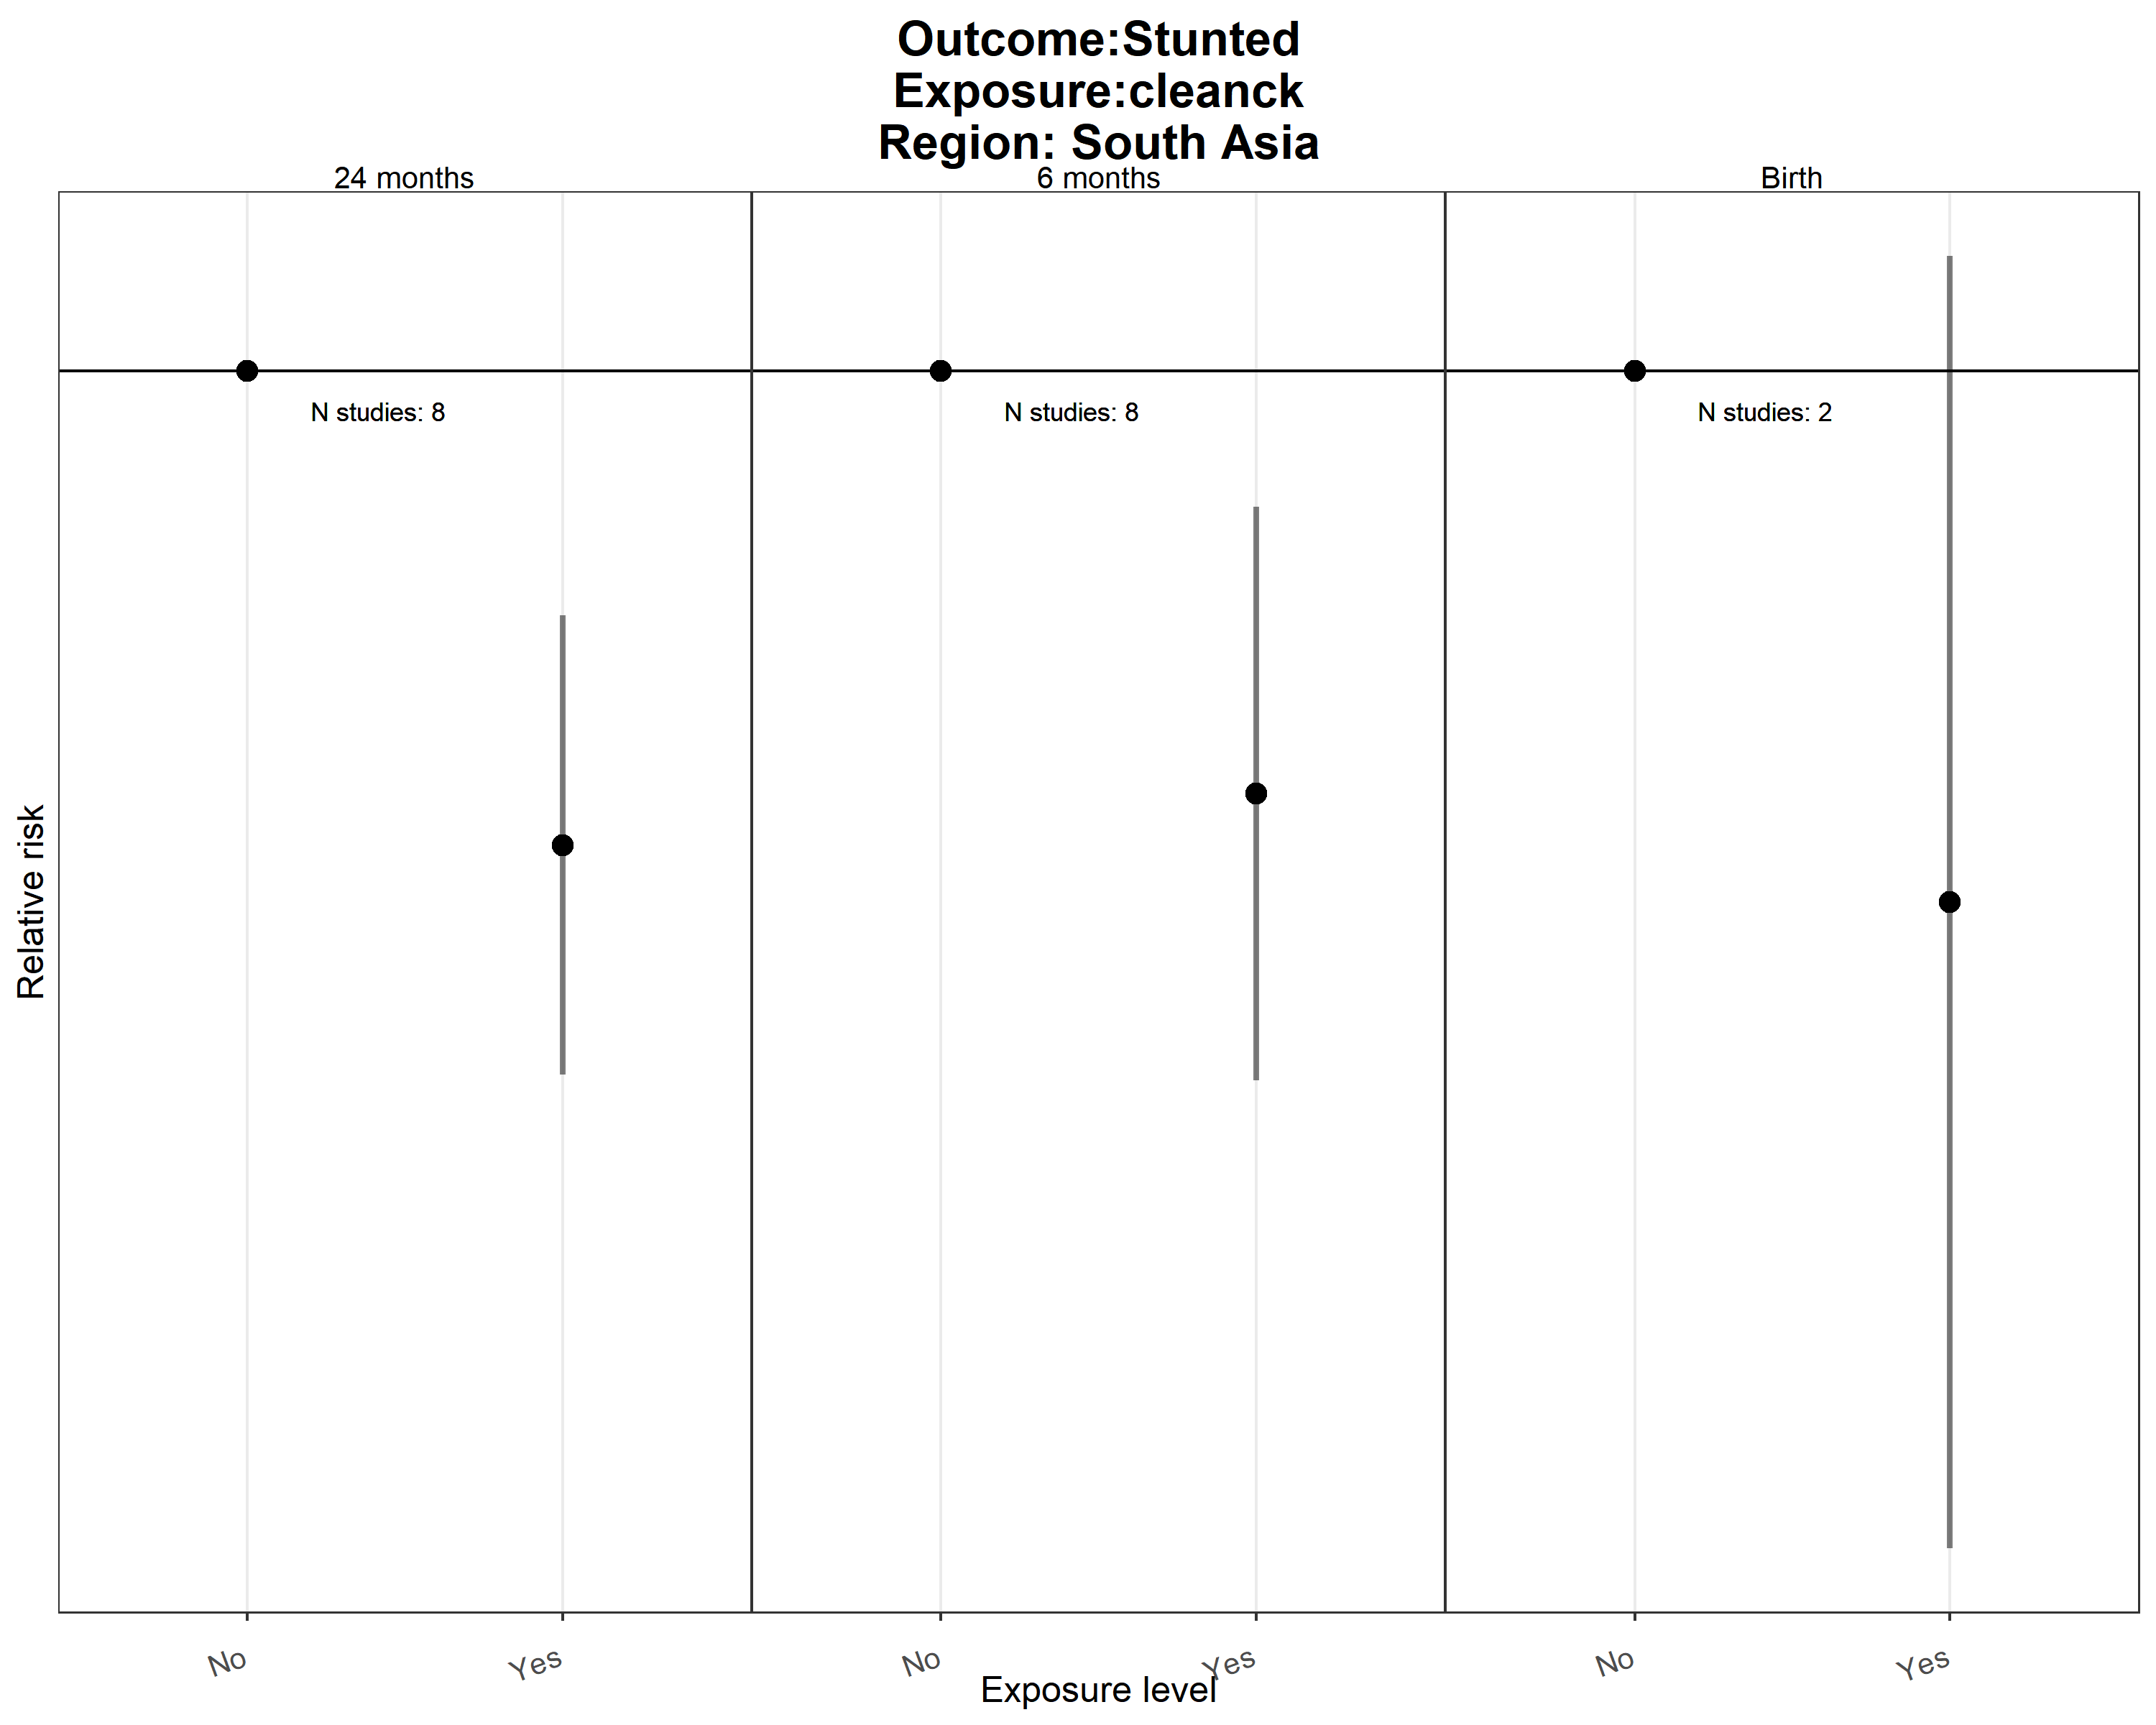 Outcome:Stunted
Exposure:cleanck
Region: South Asia
24 months
6 months
Birth
N studies: 8
N studies: 8
N studies: 2
Relative risk
No
Yes
No
Yes
No
Yes
Exposure level